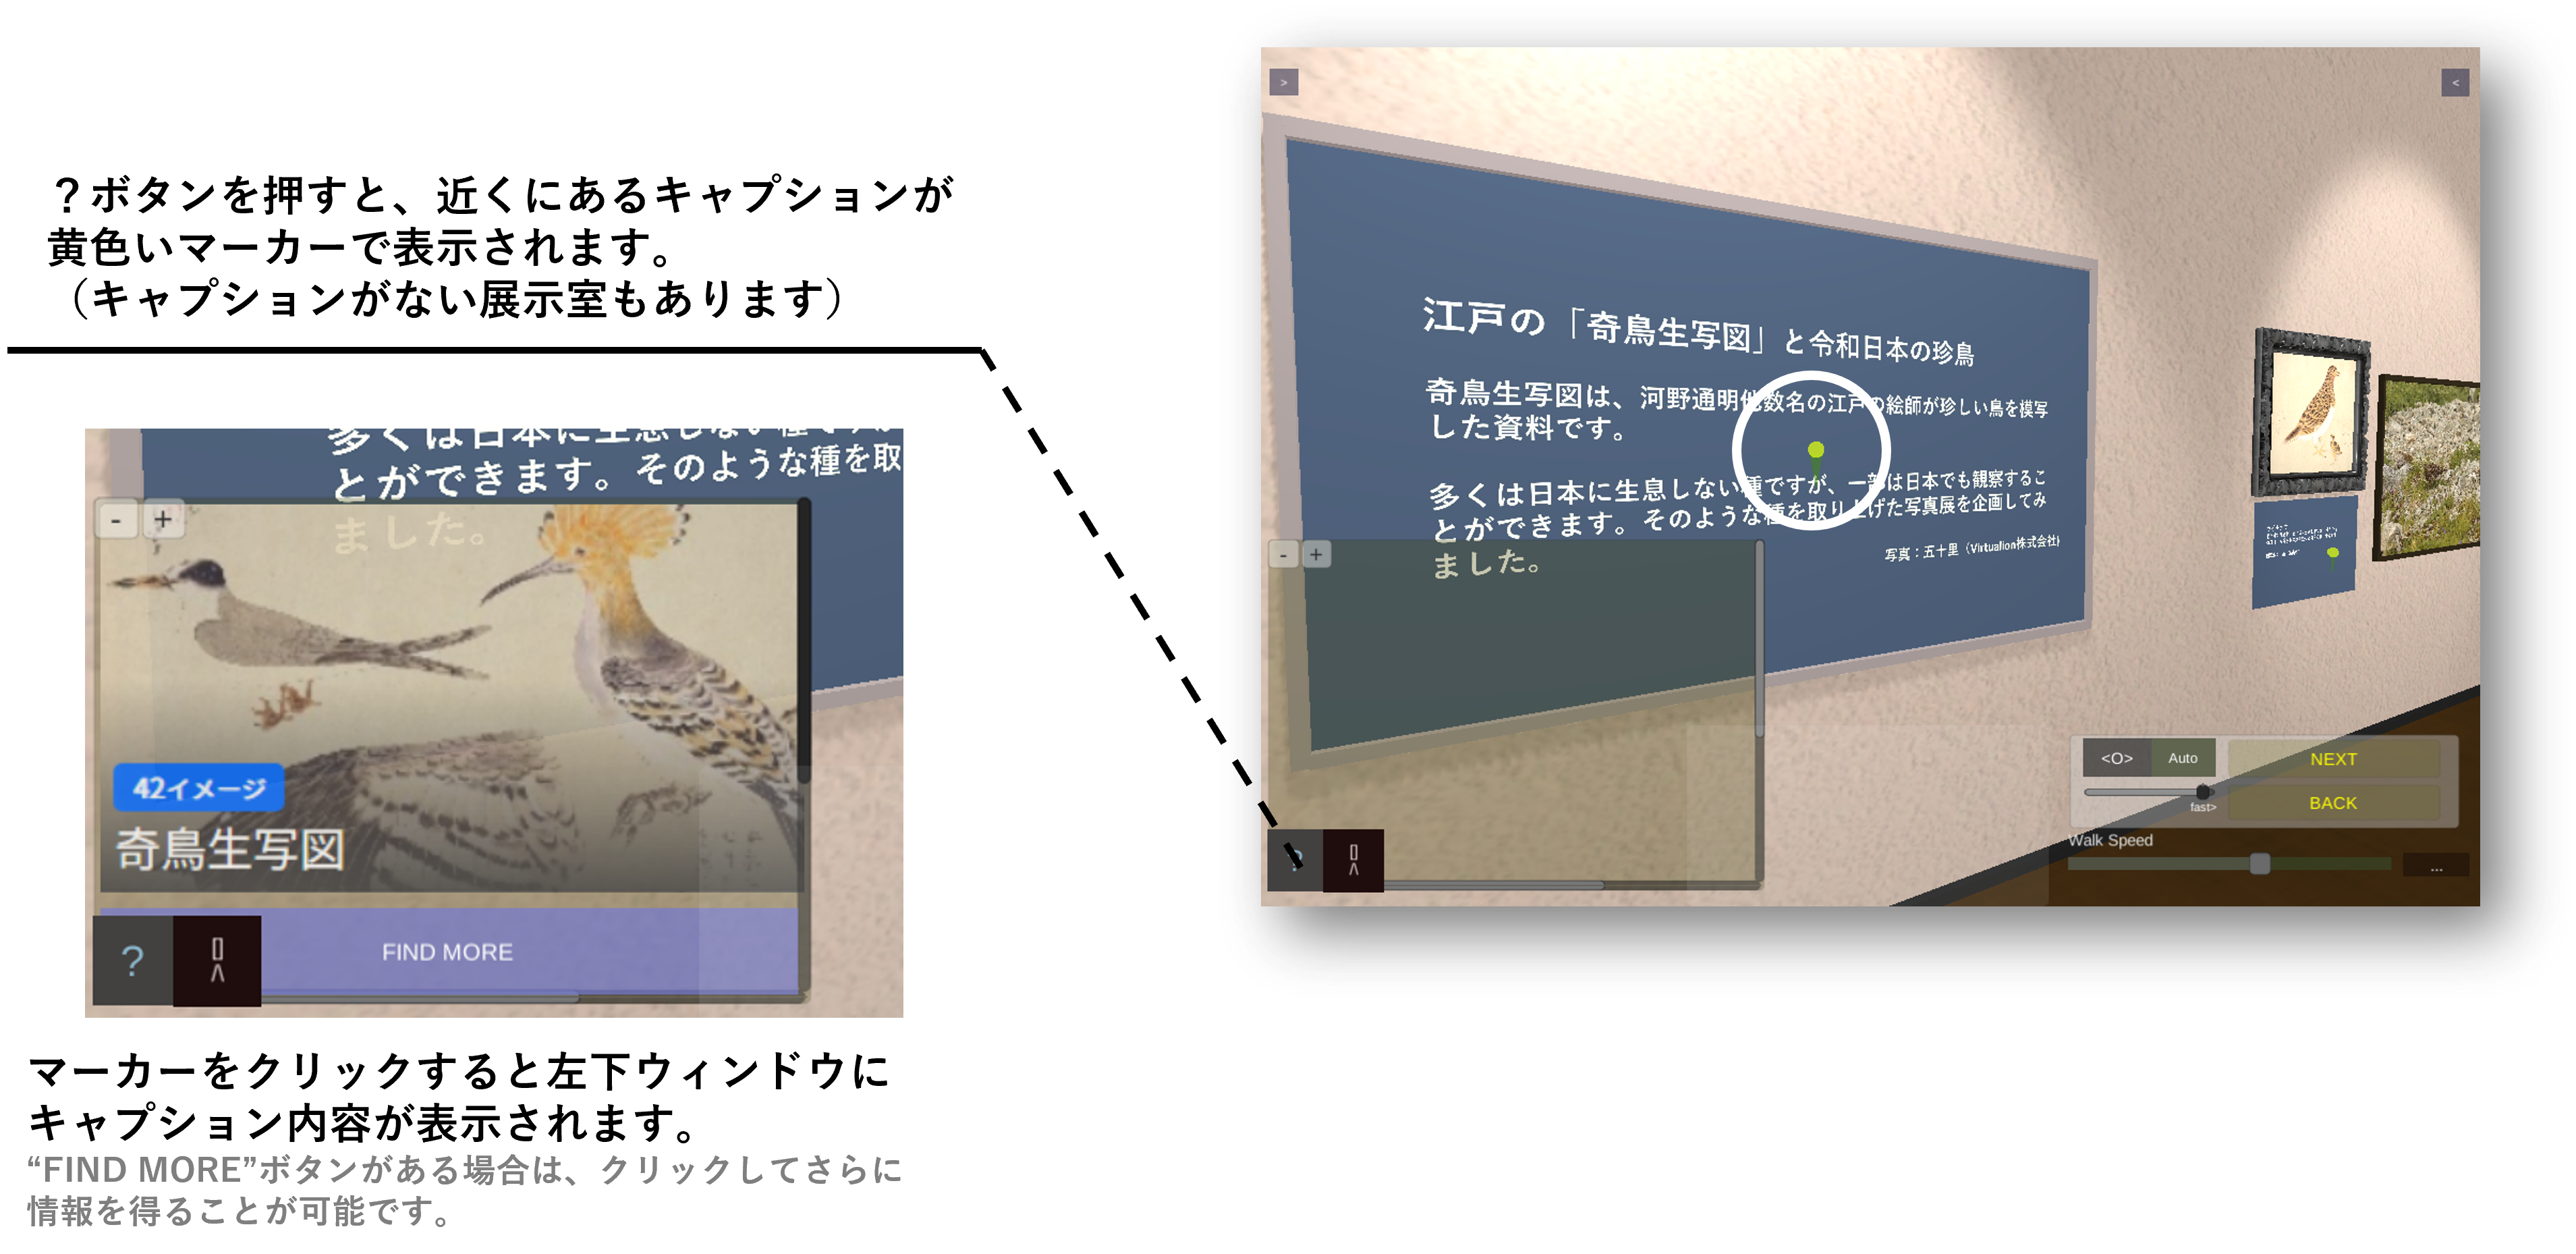 ？ボタンを押すと、近くにあるキャプションが
黄色いマーカーで表示されます。
（キャプションがない展示室もあります）
多くは日本に生息しない種ですが
とができます。そのような種を取
ました。
- +
42イメージ
奇鳥生写図
? FIND MORE
マーカーをクリックすると左下ウィンドウに
キャプション内容が表示されます。
“FIND MORE”ボタンがある場合は、クリックしてさらに
情報を得ることが可能です。
> <
江戸の「奇鳥生写図」と令和日本の珍鳥
奇鳥生写図は、河野通明他数名の江戸の絵師が珍しい鳥を模写
した資料です。
多くは日本に生息しない種ですが、一部は日本でも観察するこ
とができます。そのような種を取り上げた写真展を企画してみ
ました。
写真：五十里（Virtualion株式会社）
- +
<O> Auto NEXT
fast> BACK
Walk Speed
...
?